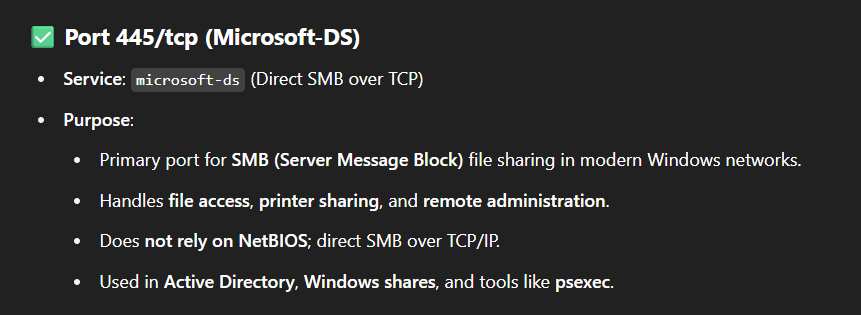 ✅ Port 445/tcp (Microsoft-DS)
• Service: microsoft-ds (Direct SMB over TCP)
• Purpose:
• Primary port for SMB (Server Message Block) file sharing in modern Windows networks.
• Handles file access, printer sharing, and remote administration.
• Does not rely on NetBIOS; direct SMB over TCP/IP.
• Used in Active Directory, Windows shares, and tools like psexec.